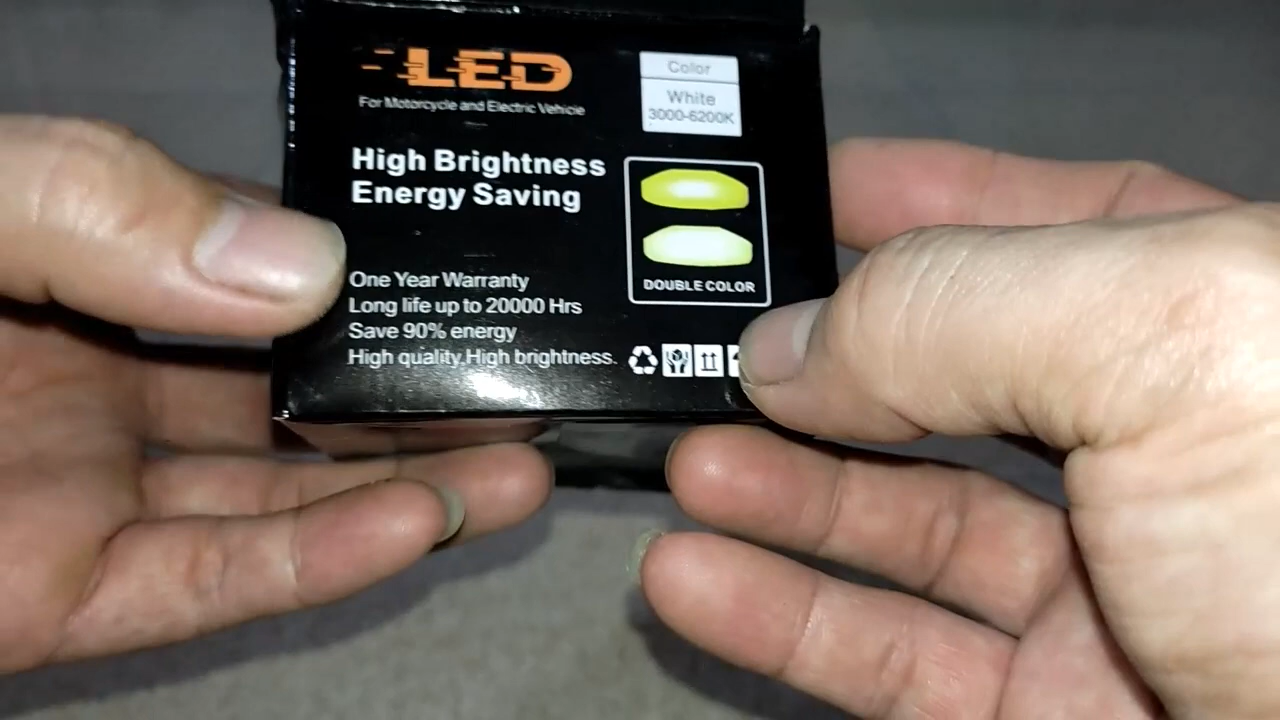 LED
For Motorcycle and Electric Vehicle
Color
White
3000-6200K
High Brightness
Energy Saving
DOUBLE COLOR
One Year Warranty
Long life up to 20000 Hrs
Save 90% energy
High quality,High brightness.